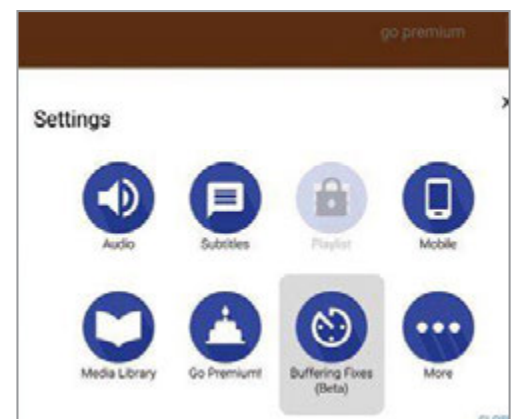 go premium
Settings
Audio
Subtitles
Playlist
Mobile
Media Library
Go Premium!
Buffering Fixes
(Beta)
More